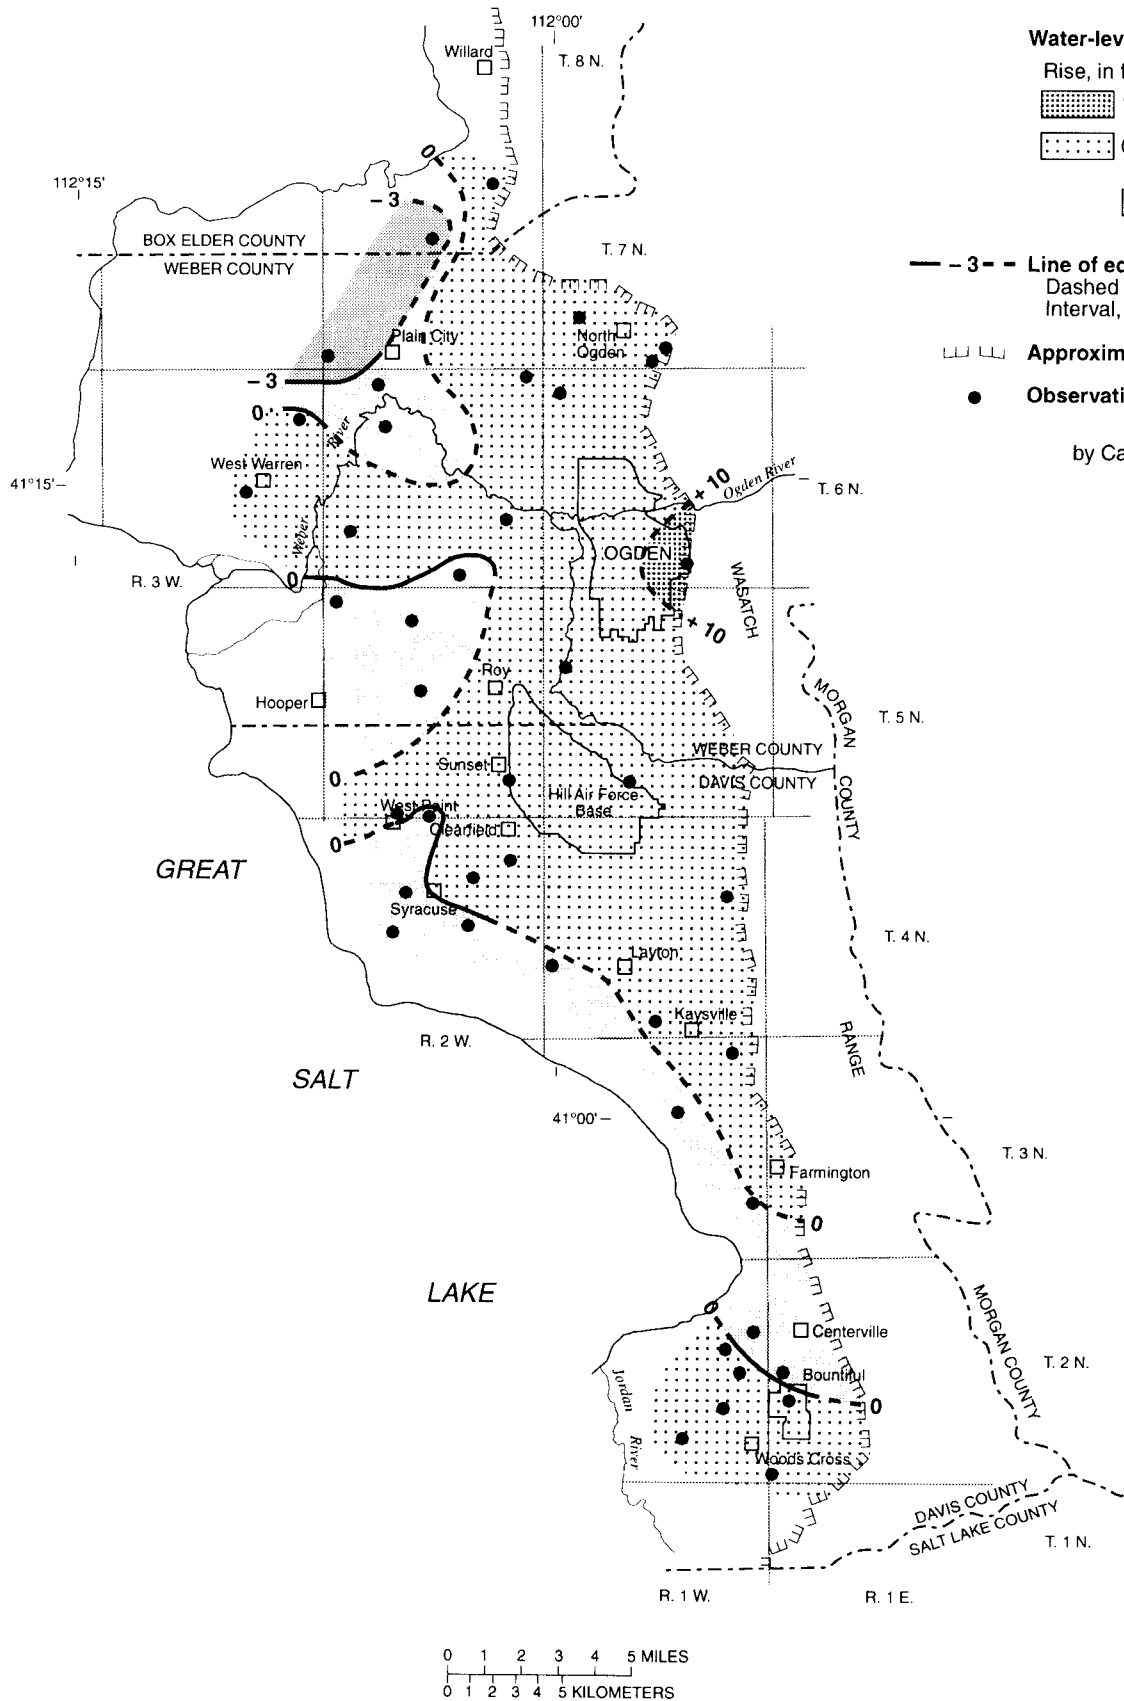 112°00'
Willard
T. 8 N.
Water-lev
Rise, in f
0
112°15'
– 3
BOX ELDER COUNTY
WEBER COUNTY
T. 7 N.
– 3
Line of eq
Dashed
Interval,
Plain City
North
Ogden
Approxim
– 3
Observati
0
River
by Ca
West Warren
41°15'
+ 10
Ogden River
T. 6 N.
Weber
OGDEN
WASATCH
R. 3 W.
0
+ 10
Roy
Hooper
MORGAN
COUNTY
T. 5 N.
WEBER COUNTY
DAVIS COUNTY
Sunset
0
Hill Air Force
Base
West Point
Clearfield
0
GREAT
Syracuse
T. 4 N.
Layton
Kaysville
R. 2 W.
RANGE
SALT
41°00'
T. 3 N.
Farmington
0
LAKE
0
Centerville
MORGAN COUNTY
T. 2 N.
Bountiful
0
Jordan
River
Woods Cross
DAVIS COUNTY
SALT LAKE COUNTY
T. 1 N.
R. 1 W.
R. 1 E.
0 1 2 3 4 5 MILES
0 1 2 3 4 5 KILOMETERS